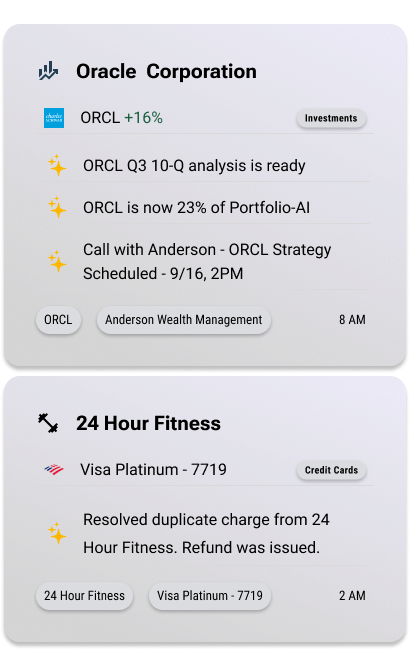 Oracle Corporation
charles
SCHWAB
ORCL +16%
Investments
ORCL Q3 10-Q analysis is ready
ORCL is now 23% of Portfolio-AI
Call with Anderson - ORCL Strategy
Scheduled - 9/16, 2PM
ORCL
Anderson Wealth Management
8 AM
24 Hour Fitness
Visa Platinum - 7719
Credit Cards
Resolved duplicate charge from 24
Hour Fitness. Refund was issued.
24 Hour Fitness
Visa Platinum - 7719
2 AM